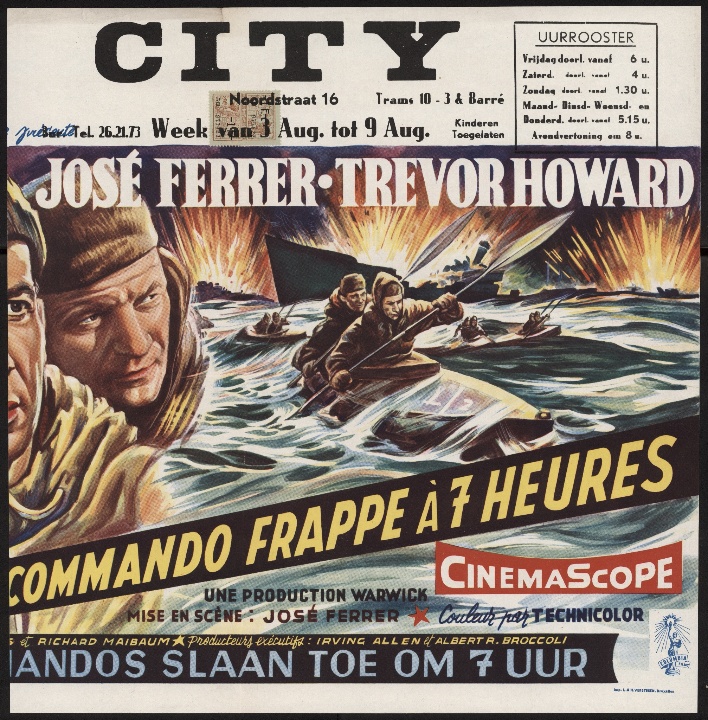 CITY
Noordstraat 16 Trams 10 - 3 & Barré
Tel. 26.21.73 Week van 3 Aug. tot 9 Aug.
Kinderen
Toegelaten
UURROOSTER
Vrijdag doorl. vanaf 6 u.
Zaterd. doorl. vanaf 4 u.
Zondag doorl. vanaf 1.30 u.
Maand- Dinsd- Woensd- en
Donderd. doorl. vanaf 5.15 u.
Avondvertoning om 8 u.
présente
JOSÉ FERRER • TREVOR HOWARD
COMMANDO FRAPPE À 7 HEURES
CINEMASCOPE
UNE PRODUCTION WARWICK
MISE EN SCÈNE : JOSÉ FERRER ★ Couleur par TECHNICOLOR
et RICHARD MAIBAUM ★ Producteurs exécutifs : IRVING ALLEN et ALBERT R. BROCCOLI
ANDOS SLAAN TOE OM 7 UUR
COLUMBIA